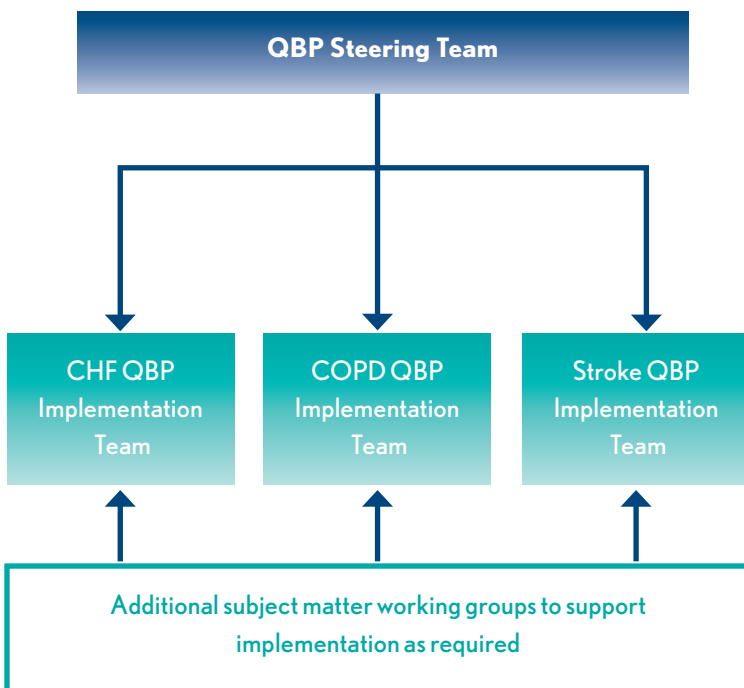 QBP Steering Team
CHF QBP
Implementation
Team
COPD QBP
Implementation
Team
Stroke QBP
Implementation
Team
Additional subject matter working groups to support
implementation as required